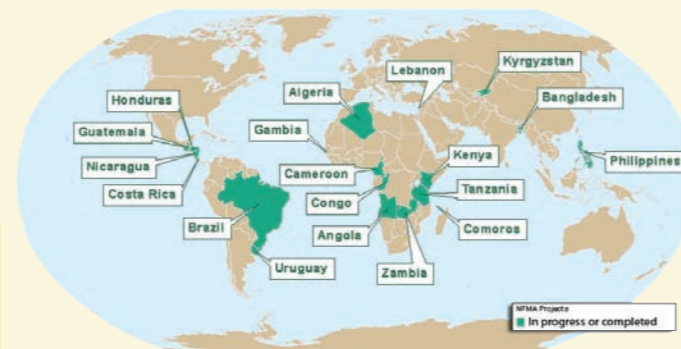 Lebanon
Kyrgyzstan
Algeria
Honduras
Bangladesh
Guatemala
Gambia
Kenya
Nicaragua
Cameroon
Philippines
Costa Rica
Congo
Tanzania
Brazil
Angola
Comoros
Uruguay
Zambia
NFMA Projects
In progress or completed